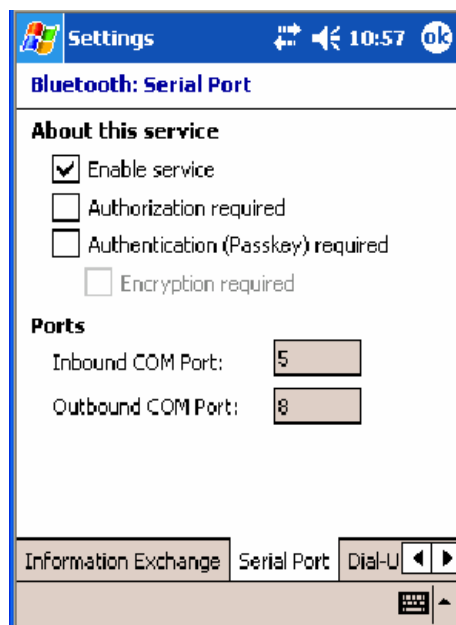 Settings 10:57 ok
Bluetooth: Serial Port
About this service
Enable service
Authorization required
Authentication (Passkey) required
Encryption required
Ports
Inbound COM Port: 5
Outbound COM Port: 8
Information Exchange Serial Port Dial-U